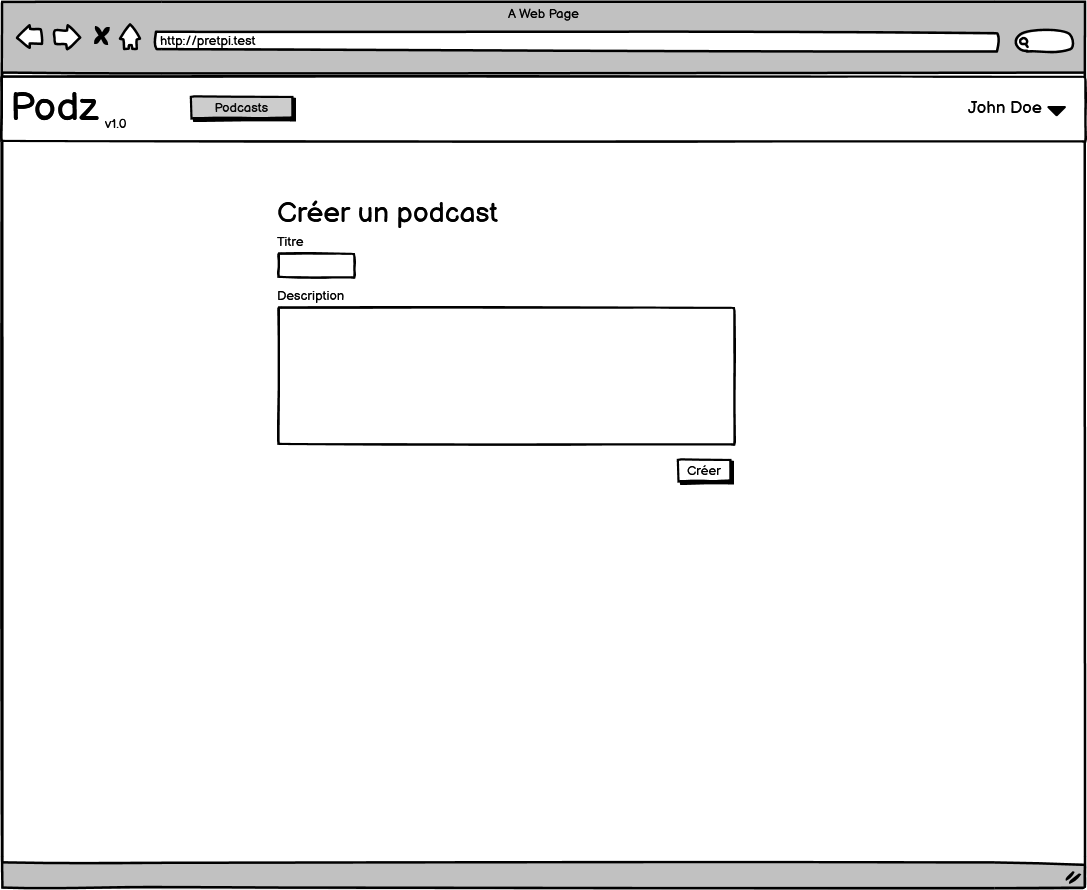 A Web Page
http://pretpi.test
Podz v1.0
Podcasts
John Doe
Créer un podcast
Titre
Description
Créer